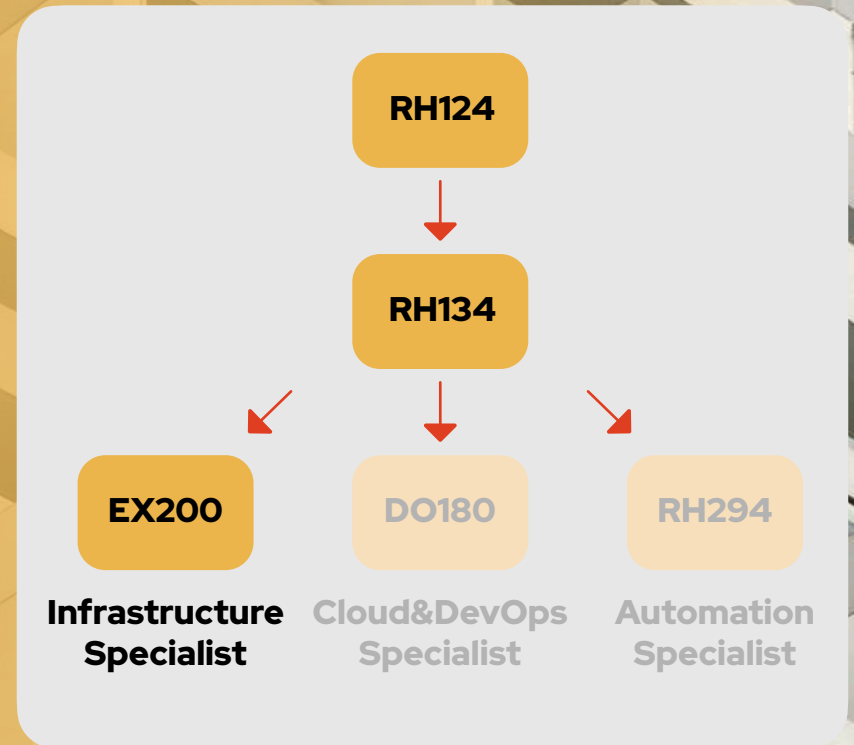 RH124
RH134
EX200
DO180
RH294
Infrastructure
Specialist
Cloud&DevOps
Specialist
Automation
Specialist